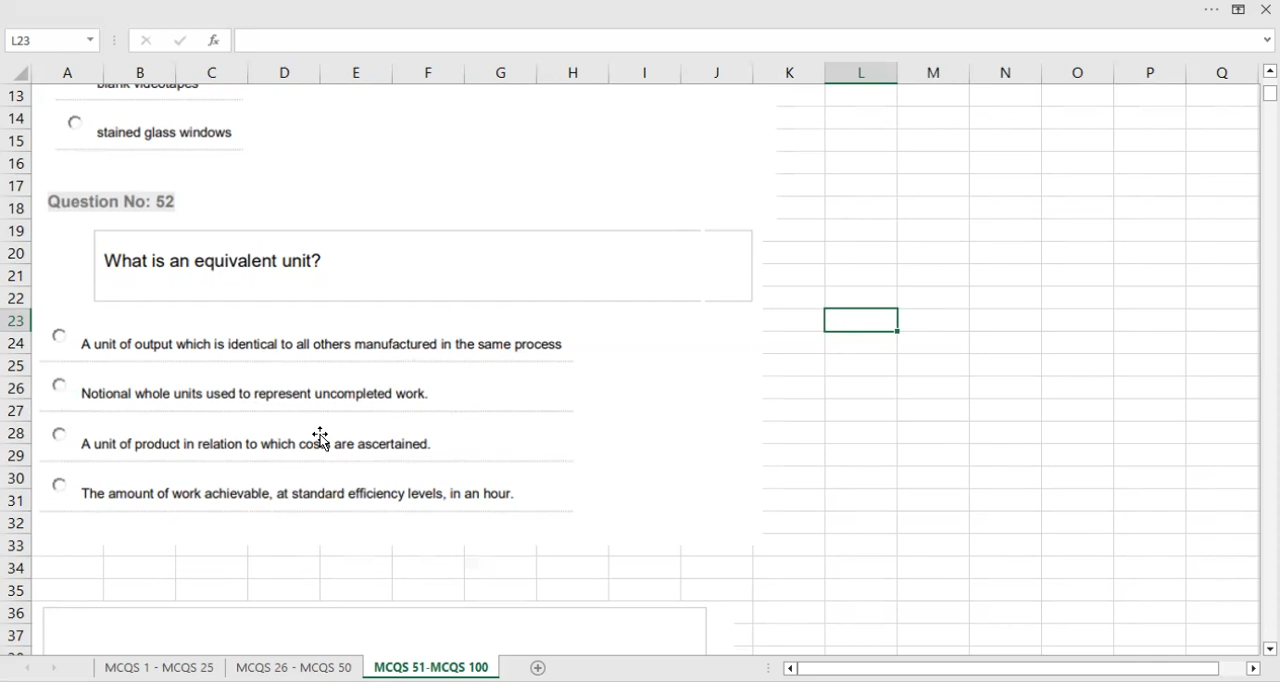 L23
fx
A B C D E F G H I J K L M N O P Q
13 blank videotapes
14
stained glass windows
15
16
17
Question No: 52
18
19
20 What is an equivalent unit?
21
22
23
24 A unit of output which is identical to all others manufactured in the same process
25
26 Notional whole units used to represent uncompleted work.
27
28 A unit of product in relation to which costs are ascertained.
29
30
31 The amount of work achievable, at standard efficiency levels, in an hour.
32
33
34
35
36
37
MCQS 1 - MCQS 25 MCQS 26 - MCQS 50 MCQS 51-MCQS 100